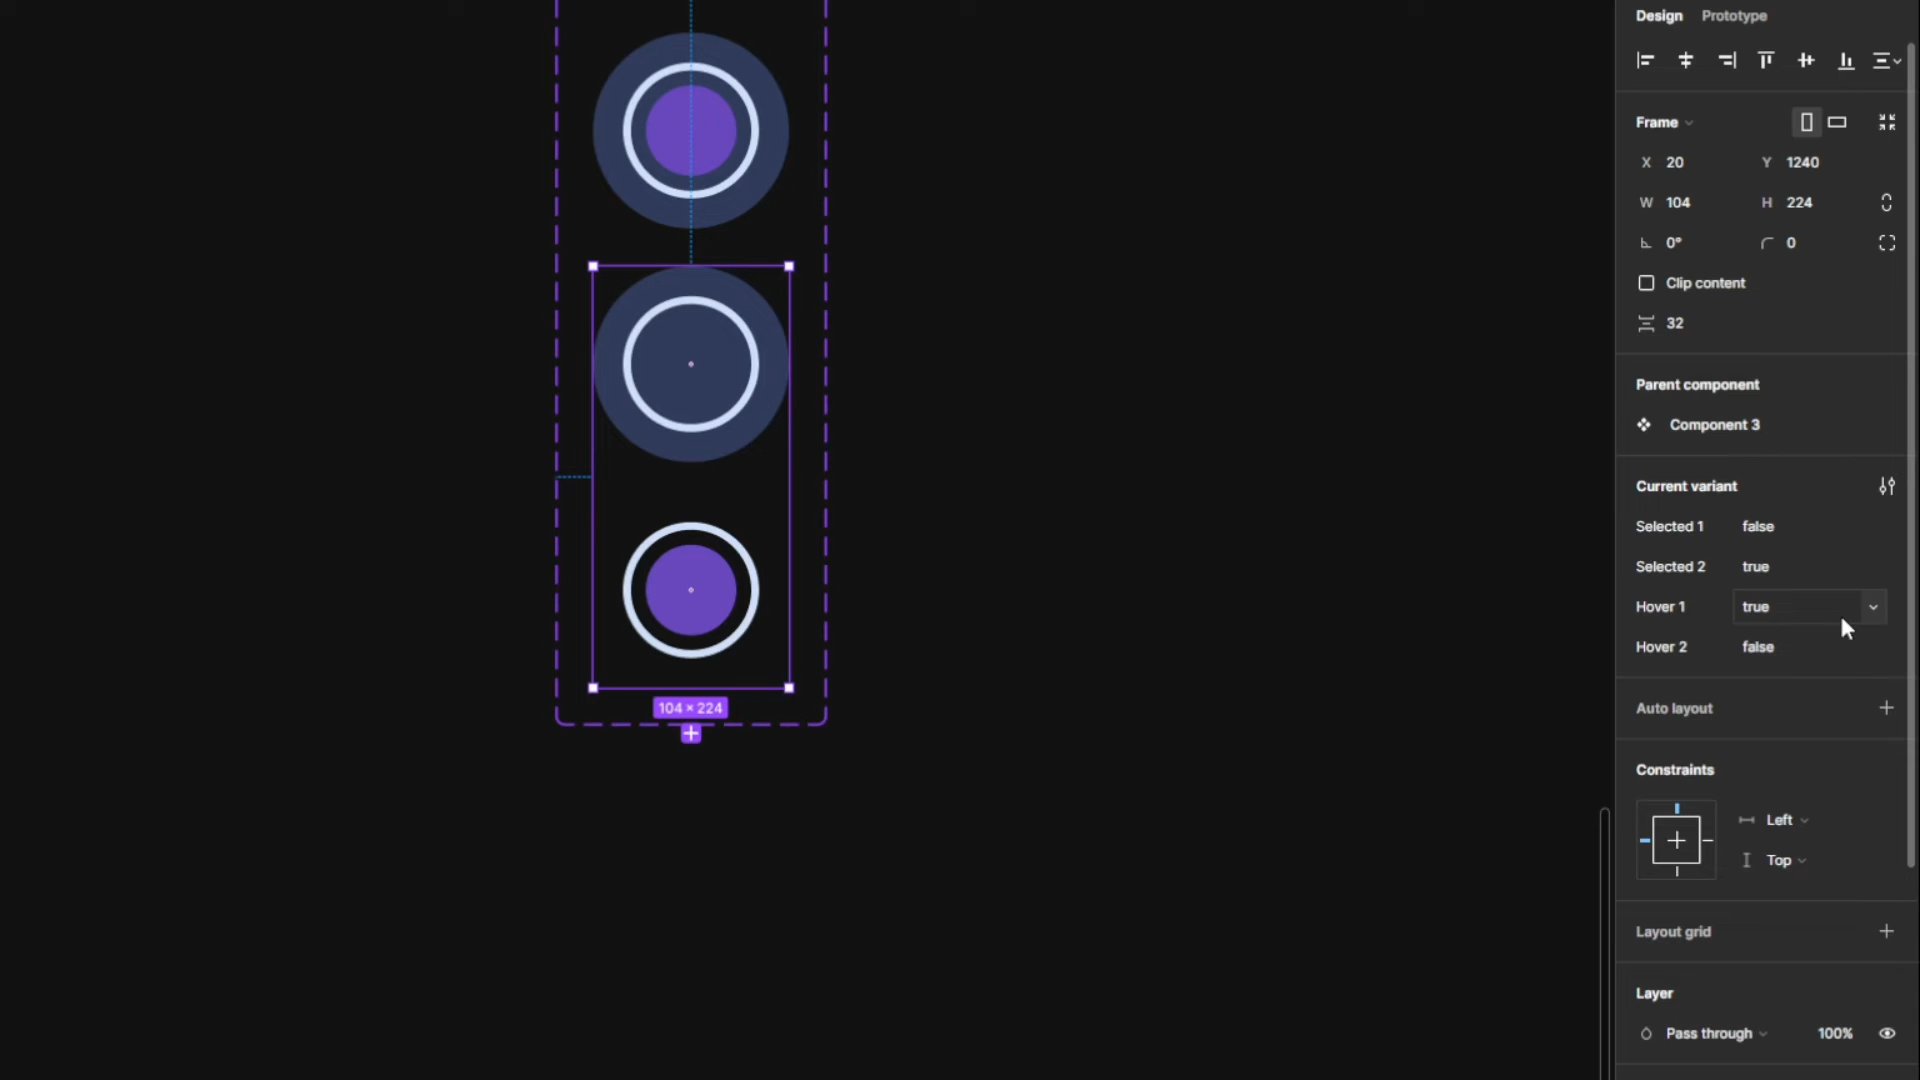 Design Prototype
Frame
X 20 Y 1240
W 104 H 224
0° 0
Clip content
32
Parent component
Component 3
Current variant
Selected 1 false
Selected 2 true
Hover 1 true
Hover 2 false
104 × 224
Auto layout
Constraints
Left
Top
Layout grid
Layer
Pass through 100%